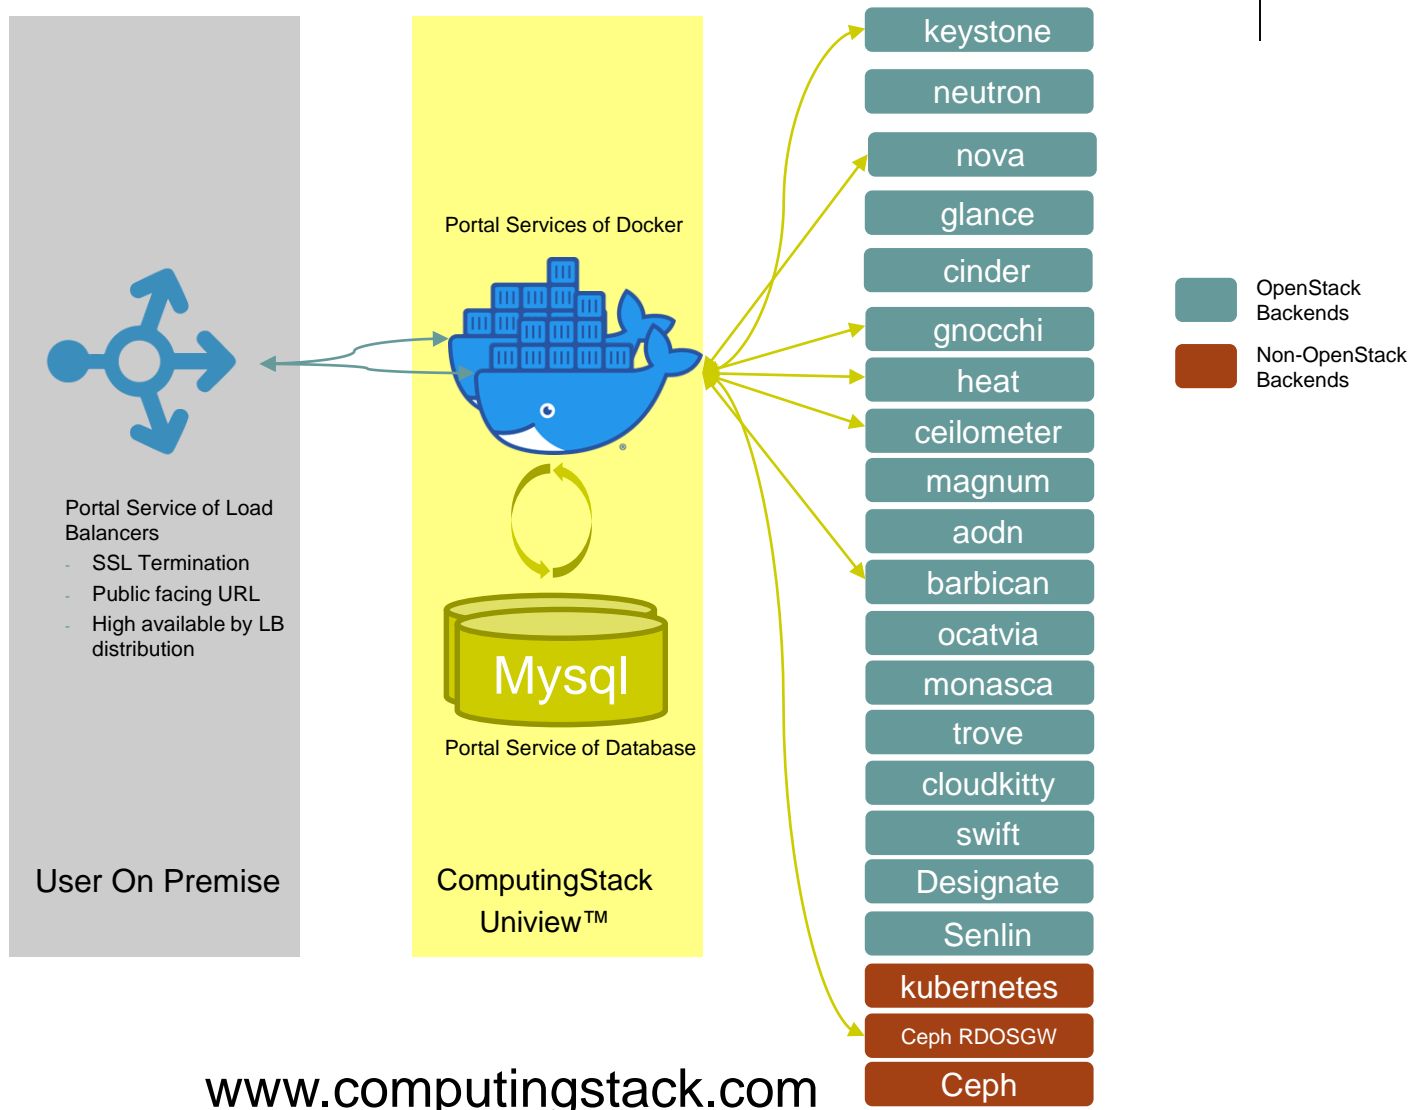 Portal Service of Load
Balancers
- SSL Termination
- Public facing URL
- High available by LB
distribution
User On Premise
Portal Services of Docker
®
Mysql
Portal Service of Database
ComputingStack
Uniview™
keystone
neutron
nova
glance
cinder
gnocchi
heat
ceilometer
magnum
aodn
barbican
ocatvia
monasca
trove
cloudkitty
swift
Designate
Senlin
kubernetes
Ceph RDOSGW
Ceph
OpenStack
Backends
Non-OpenStack
Backends
www.computingstack.com